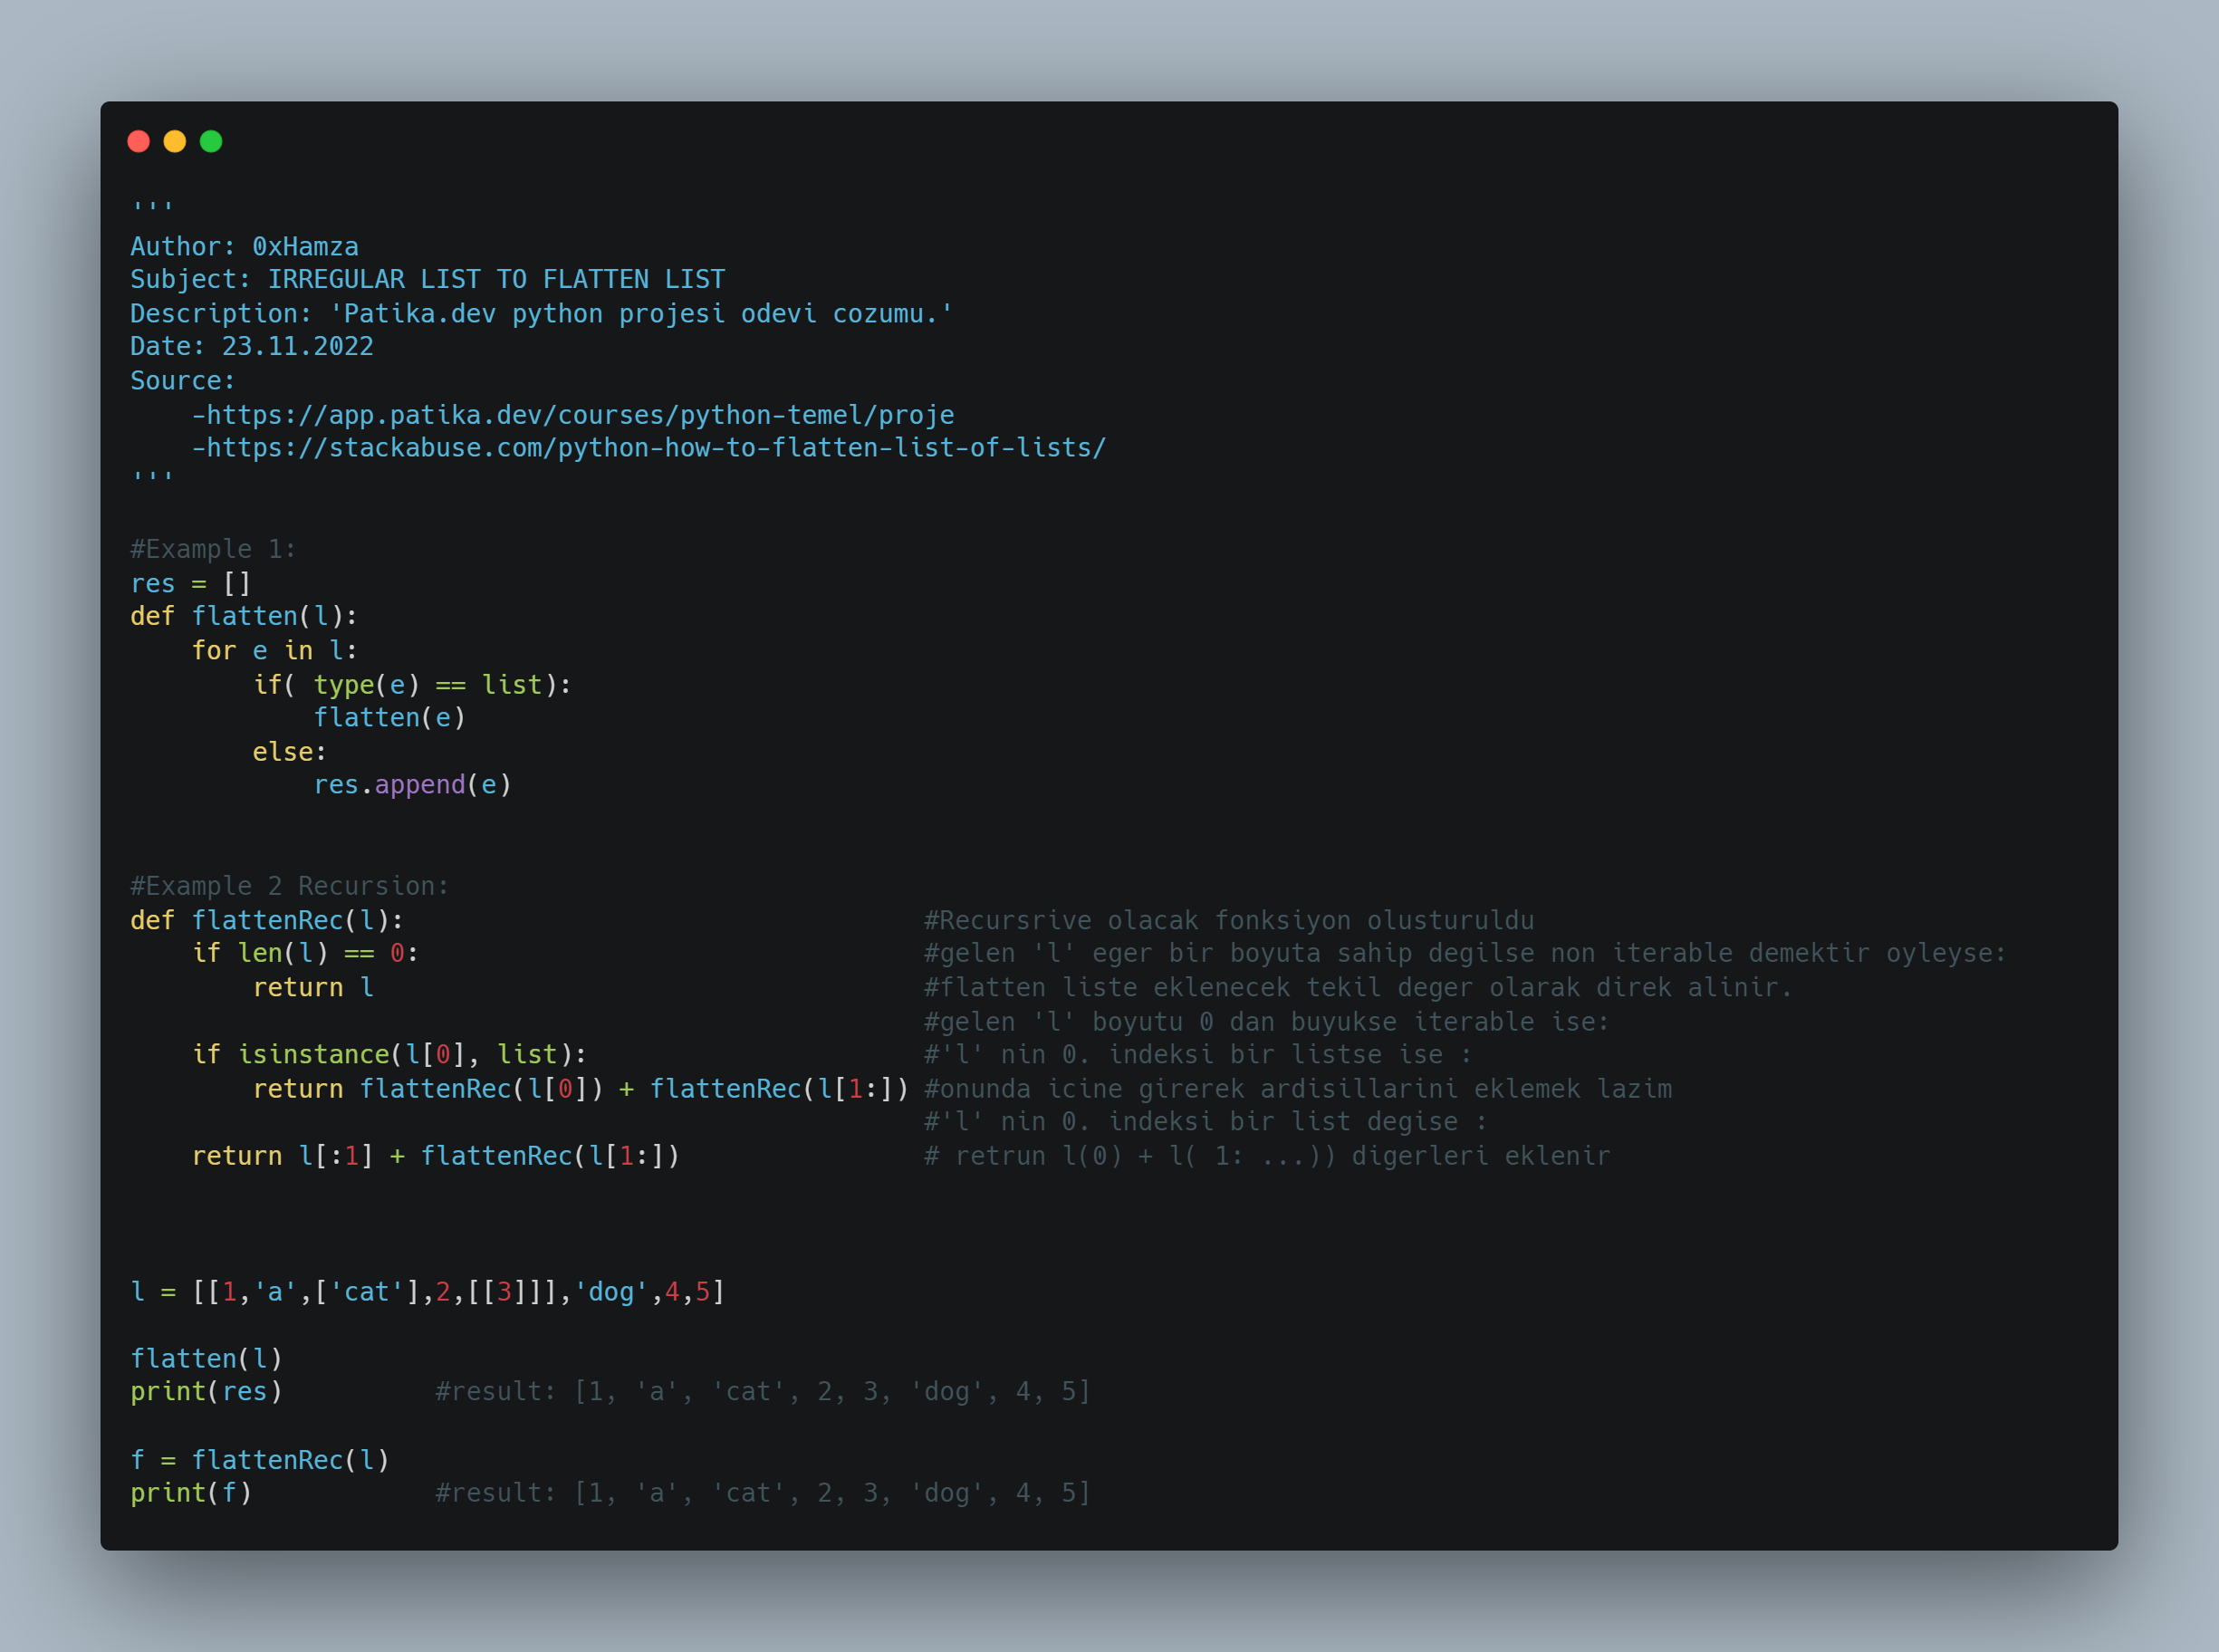 '''
Author: 0xHamza
Subject: IRREGULAR LIST TO FLATTEN LIST
Description: 'Patika.dev python projesi odevi cozumu.'
Date: 23.11.2022
Source:
    -https://app.patika.dev/courses/python-temel/proje
    -https://stackabuse.com/python-how-to-flatten-list-of-lists/
'''
#Example 1:
res = []
def flatten(l):
    for e in l:
        if( type(e) == list):
            flatten(e)
        else:
            res.append(e)
#Example 2 Recursion:
def flattenRec(l):                                  #Recursrive olacak fonksiyon olusturuldu
    if len(l) == 0:                                 #gelen 'l' eger bir boyuta sahip degilse non iterable demektir oyleyse:
        return l                                    #flatten liste eklenecek tekil deger olarak direk alinir.
                                                    #gelen 'l' boyutu 0 dan buyukse iterable ise:
    if isinstance(l[0], list):                      #'l' nin 0. indeksi bir listse ise :
        return flattenRec(l[0]) + flattenRec(l[1:]) #onunda icine girerek ardisillarini eklemek lazim
                                                    #'l' nin 0. indeksi bir list degise :
    return l[:1] + flattenRec(l[1:])                # retrun l(0) + l( 1: ...)) digerleri eklenir
l = [[1,'a',['cat'],2,[[3]]],'dog',4,5]
flatten(l)
print(res)          #result: [1, 'a', 'cat', 2, 3, 'dog', 4, 5]
f = flattenRec(l)
print(f)            #result: [1, 'a', 'cat', 2, 3, 'dog', 4, 5]